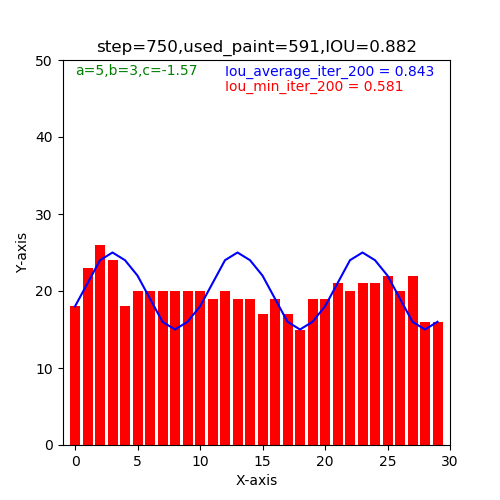 step=750,used_paint=591,IOU=0.882
a=5,b=3,c=-1.57
Iou_average_iter_200 = 0.843
Iou_min_iter_200 = 0.581
Y-axis
50
40
30
20
10
0
0 5 10 15 20 25 30
X-axis